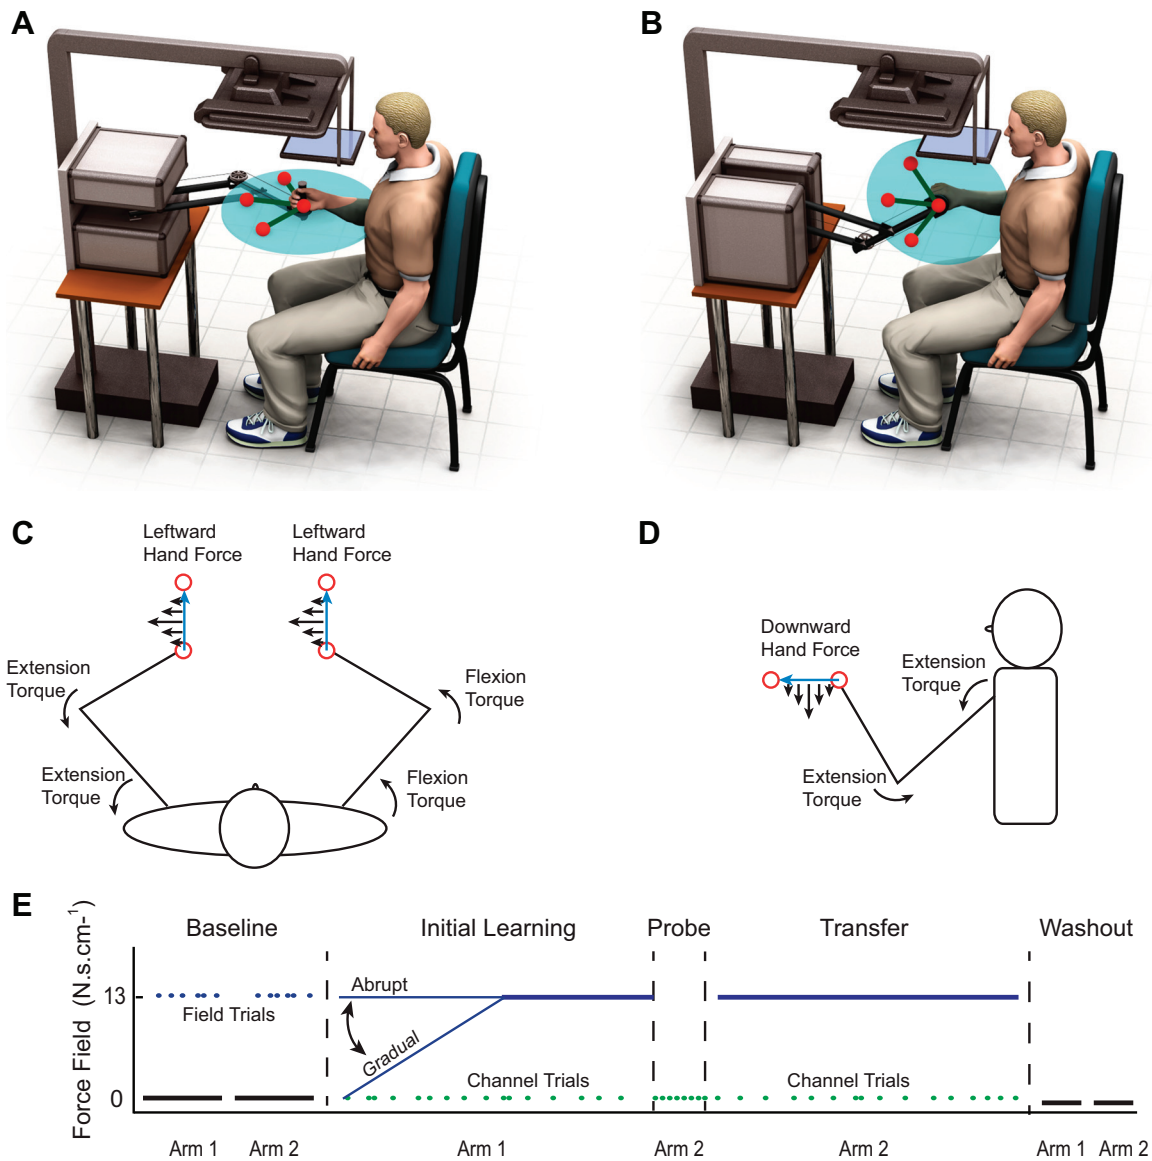 A
B
C
Leftward
Hand Force
Leftward
Hand Force
Extension
Torque
Flexion
Torque
Extension
Torque
Flexion
Torque
D
Downward
Hand Force
Extension
Torque
Extension
Torque
E
Force Field (N.s.cm-1)
Baseline
Initial Learning
Probe
Transfer
Washout
13
Abrupt
Field Trials
Gradual
Channel Trials
Channel Trials
0
Arm 1
Arm 2
Arm 1
Arm 2
Arm 2
Arm 1
Arm 2